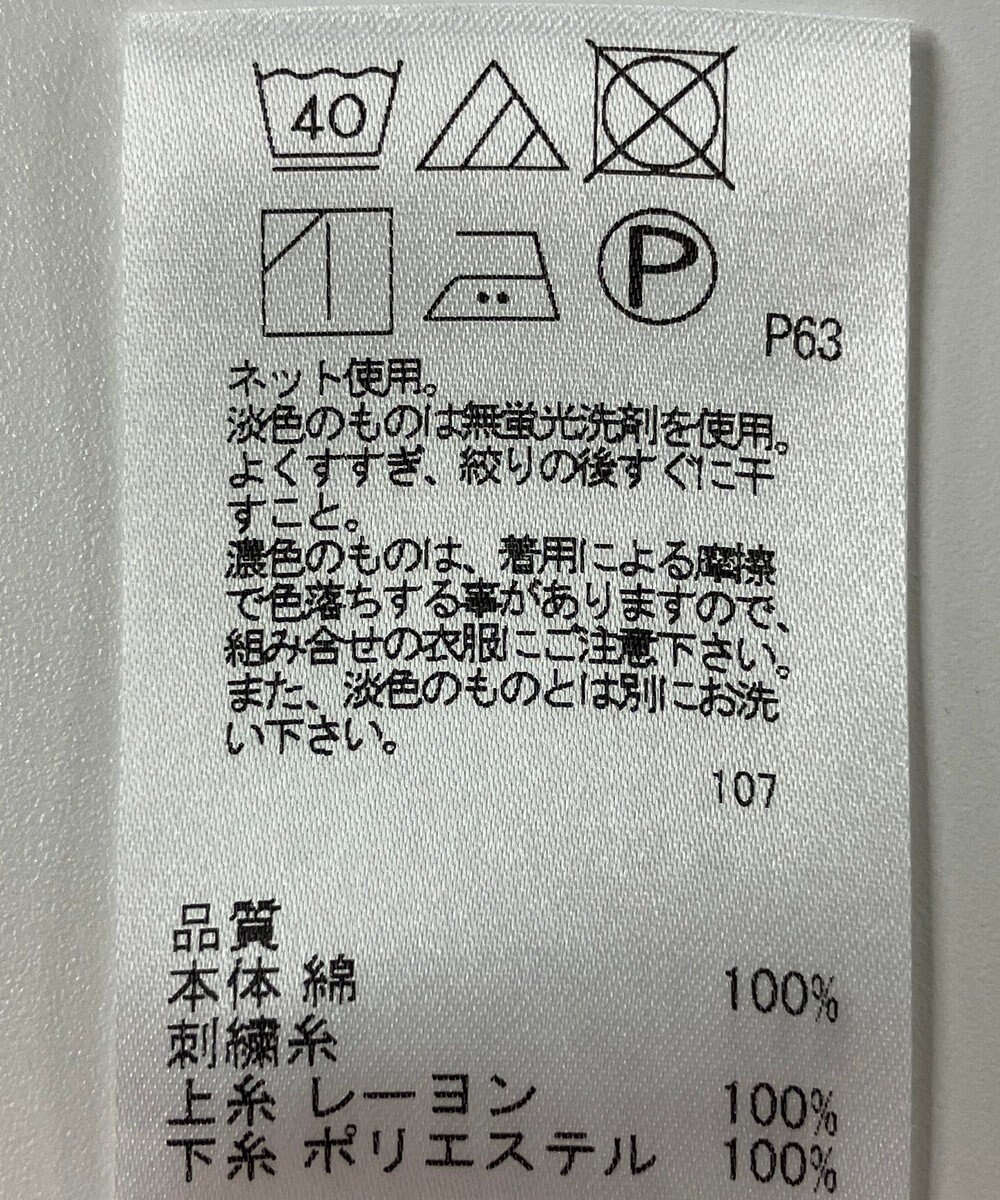 40
P
P63
ネット使用。
淡色のものは無蛍光洗剤を使用。
よくすすぎ、絞りの後すぐに干
すこと。
濃色のものは、着用による摩擦
で色落ちする事がありますので、
組み合せの衣服にご注意下さい。
また、淡色のものとは別にお洗
い下さい。
107
品質
本体 綿 100%
刺繍糸
上糸 レーヨン 100%
下糸 ポリエステル 100%